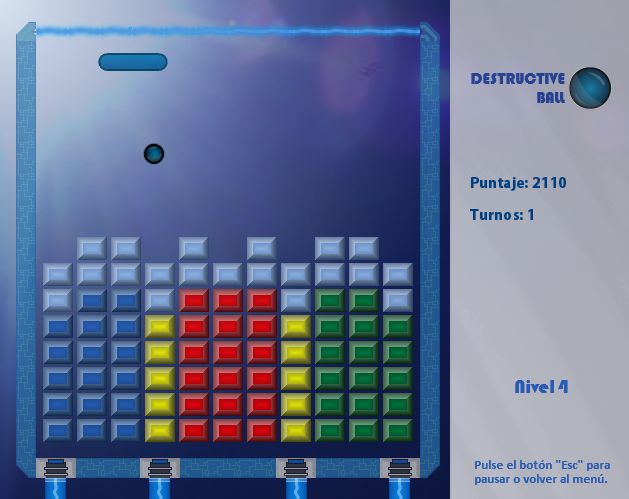 DESTRUCTIVE
BALL
Puntaje: 2110
Turnos: 1
Nivel 4
Pulse el botón "Esc" para
pausar o volver al menú.